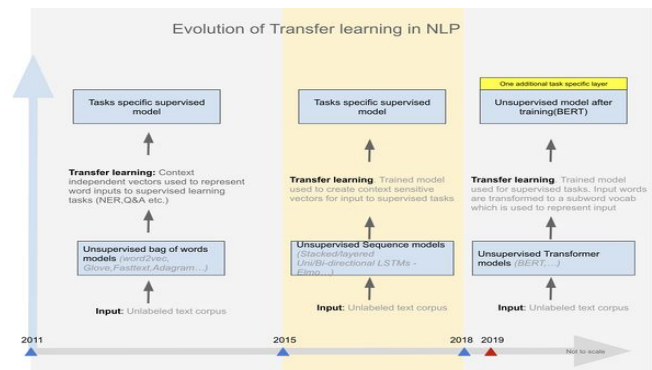 Evolution of Transfer learning in NLP
Tasks specific supervised
model
Transfer learning: Context
independent vectors used to represent
word inputs to supervised learning
tasks (NER,Q&A etc.)
Unsupervised bag of words
models (word2vec,
Glove,Fasttext,Adagram...)
Input: Unlabeled text corpus
Tasks specific supervised
model
Transfer learning. Trained model
used to create context sensitive
vectors for input to supervised tasks
Unsupervised Sequence models
(Stacked/layered
Uni/Bi-directional LSTMs -
Elmo...)
Input: Unlabeled text corpus
One additional task specific layer
Unsupervised model after
training(BERT)
Transfer learning. Trained model
used for supervised tasks. Input words
are transformed to a subword vocab
which is used to represent input
Unsupervised Transformer
models (BERT,...)
Input: Unlabeled text corpus
2011
2015
2018
2019
Not to scale